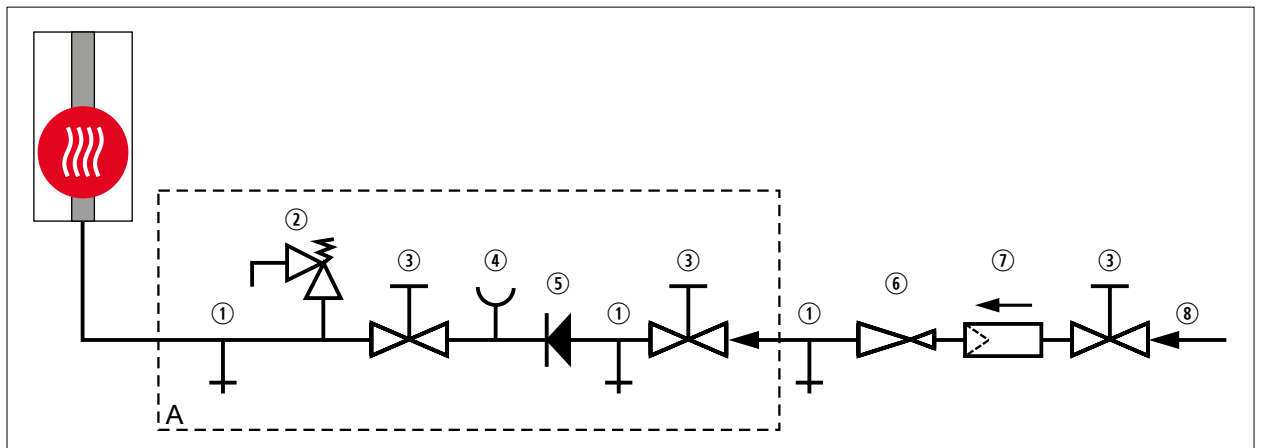 ②
③ ④ ③ ⑦ ③
⑤ ⑥
① ① ① ⑧
A